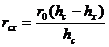 r_cx = r_0(h_c - h_x) / h_c